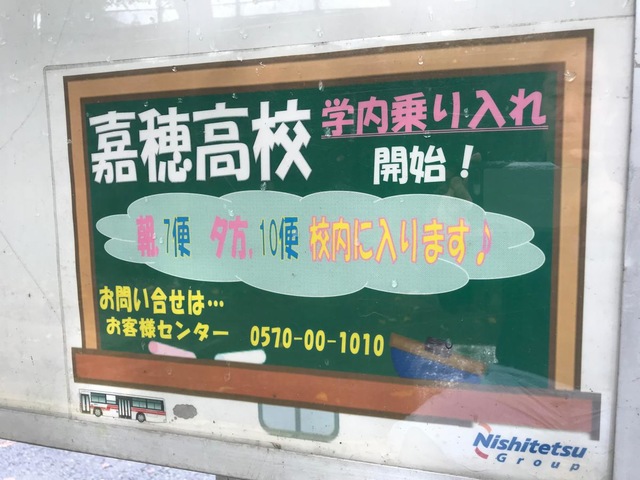 嘉穂高校 学内乗り入れ
開始！
朝、7便 夕方、10便 校内に入ります♪
お問い合せは…
お客様センター 0570-00-1010
Nishitetsu
Group